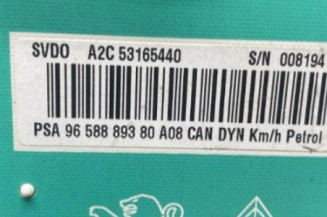 SVDO A2C 53165440 S/N 008194
PSA 96 588 893 80 A08 CAN DYN Km/h Petrol